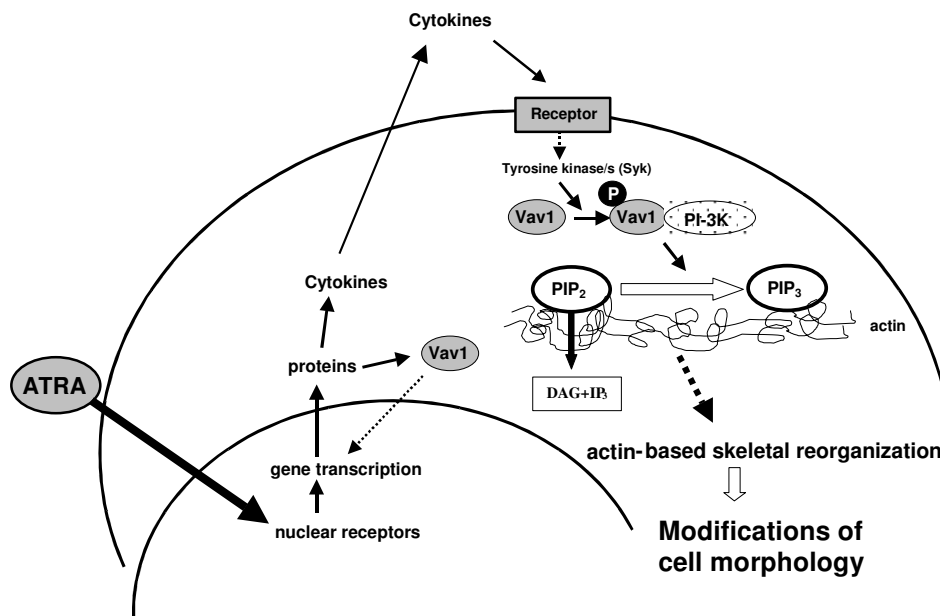 Cytokines
Receptor
Tyrosine kinase/s (Syk)
P
Vav1
Vav1
PI-3K
Cytokines
PIP2
PIP3
actin
proteins
Vav1
ATRA
DAG+IP3
gene transcription
actin-based skeletal reorganization
nuclear receptors
Modifications of
cell morphology